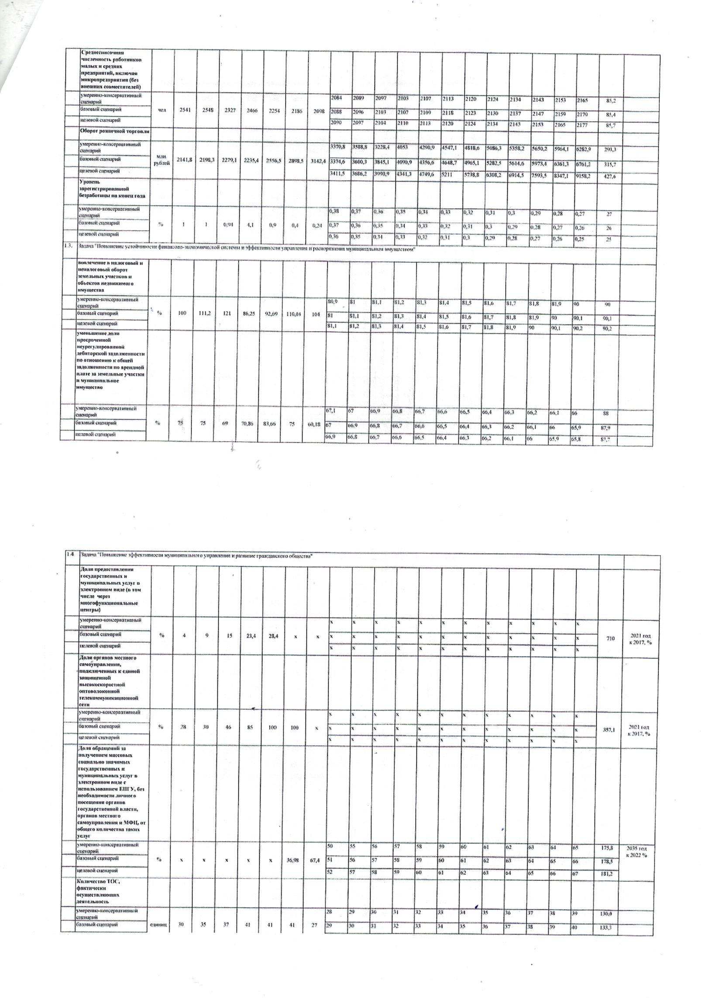 Среднесписочная
численность работников
малых и средних
предприятий, включая
микропредприятия (без
внешних совместителей)
умеренно-консервативный
сценарий
2084 2089 2097 2103 2107 2113 2120 2124 2134 2143 2153 2165 85,2
базовый сценарий чел 2541 2548 2327 2466 2254 2186 2098 2088 2096 2103 2107 2109 2118 2123 2130 2137 2147 2159 2170 85,4
целевой сценарий 2090 2097 2104 2110 2113 2120 2124 2134 2143 2153 2165 2177 85,7
Оборот розничной торговли
умеренно-консервативный
сценарий
3370,8 3588,8 3228,4 4053 4290,9 4547,1 4818,6 5086,3 5358,2 5650,2 5964,1 6282,9 293,3
базовый сценарий млн рублей 2141,8 2198,3 2279,1 2235,4 2556,5 2898,5 3142,4 3374,6 3600,3 3845,1 4090,9 4356,6 4648,7 4965,1 5282,5 5614,6 5973,4 6361,3 6761,2 315,7
целевой сценарий 3411,5 3686,2 3990,9 4341,3 4749,6 5211 5738,8 6308,2 6914,5 7593,5 8347,1 9158,2 427,6
Уровень
зарегистрированной
безработицы на конец года
умеренно-консервативный
сценарий
0,38 0,37 0,36 0,35 0,34 0,33 0,32 0,31 0,3 0,29 0,28 0,27 27
базовый сценарий % 1 1 0,94 4,1 0,9 0,4 0,24 0,37 0,36 0,35 0,34 0,33 0,32 0,31 0,3 0,29 0,28 0,27 0,26 26
целевой сценарий 0,36 0,35 0,34 0,33 0,32 0,31 0,3 0,29 0,28 0,27 0,26 0,25 25
1.3. Задача "Повышение устойчивости финансово-экономической системы и эффективности управления и распоряжения муниципальным имуществом"
вовлечение в налоговый и
неналоговый оборот
земельных участков и
объектов недвижимого
имущества
умеренно-консервативный
сценарий
80,9 81 81,1 81,2 81,3 81,4 81,5 81,6 81,7 81,8 81,9 90 90
базовый сценарий % 100 111,2 121 86,25 92,69 110,04 104 81 81,1 81,2 81,3 81,4 81,5 81,6 81,7 81,8 81,9 90 90,1 90,1
целевой сценарий 81,1 81,2 81,3 81,4 81,5 81,6 81,7 81,8 81,9 90 90,1 90,2 90,2
уменьшение доли
просроченной
неурегулированной
дебиторской задолженности
по отношению к общей
задолженности по арендной
плате за земельные участки
и муниципальное
имущество
умеренно-консервативный
сценарий
67,1 67 66,9 66,8 66,7 66,6 66,5 66,4 66,3 66,2 66,1 66 88
базовый сценарий % 75 75 69 70,86 83,66 75 60,18 67 66,9 66,8 66,7 66,6 66,5 66,4 66,3 66,2 66,1 66 65,9 87,9
целевой сценарий 66,9 66,8 66,7 66,6 66,5 66,4 66,3 66,2 66,1 66 65,9 65,8 87,7
1.4. Задача "Повышение эффективности муниципального управления и развитие гражданского общества"
Доля предоставления
государственных и
муниципальных услуг в
электронном виде (в том
числе через
многофункциональные
центры)
умеренно-консервативный
сценарий
x x x x x x x x x x x x
базовый сценарий % 4 9 15 23,4 28,4 x x x x x x x x x x x x x x 710 2021 год к 2017, %
целевой сценарий x x x x x x x x x x x x
Доля органов местного
самоуправления,
подключенных к единой
защищенной
высокоскоростной
оптоволоконной
телекоммуникационной
сети
умеренно-консервативный
сценарий
x x x x x x x x x x x x
базовый сценарий % 28 30 46 85 100 100 x x x x x x x x x x x x x 357,1 2021 год к 2017, %
целевой сценарий x x x x x x x x x x x x
Доля обращений за
получением массовых
социально значимых
государственных и
муниципальных услуг в
электронном виде с
использованием ЕПГУ, без
необходимости личного
посещения органов
государственной власти,
органов местного
самоуправления и МФЦ, от
общего количества таких
услуг
умеренно-консервативный
сценарий
50 55 56 57 58 59 60 61 62 63 64 65 175,8 2035 год к 2022 %
базовый сценарий % x x x x x 36,98 67,4 51 56 57 58 59 60 61 62 63 64 65 66 178,5
целевой сценарий 52 57 58 59 60 61 62 63 64 65 66 67 181,2
Количество ТОС,
фактически
осуществляющих
деятельность
умеренно-консервативный
сценарий
28 29 30 31 32 33 34 35 36 37 38 39 130,0
базовый сценарий единиц 30 35 37 41 41 41 27 29 30 31 32 33 34 35 36 37 38 39 40 133,3